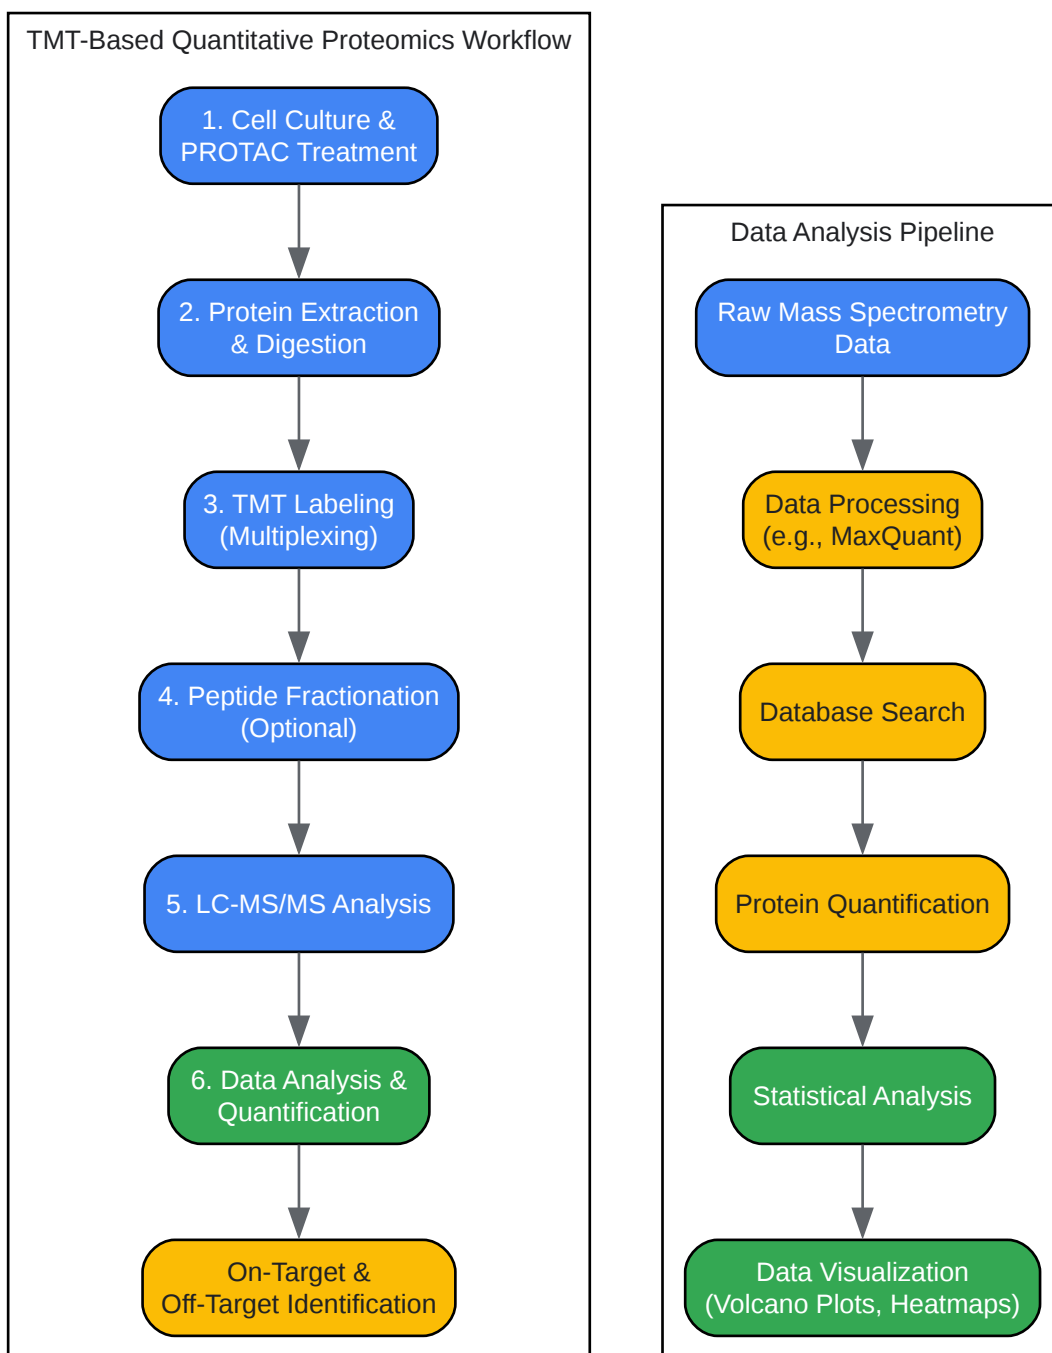 TMT-Based Quantitative Proteomics Workflow
1. Cell Culture &
PROTAC Treatment
2. Protein Extraction
& Digestion
3. TMT Labeling
(Multiplexing)
4. Peptide Fractionation
(Optional)
5. LC-MS/MS Analysis
6. Data Analysis &
Quantification
On-Target &
Off-Target Identification
Data Analysis Pipeline
Raw Mass Spectrometry
Data
Data Processing
(e.g., MaxQuant)
Database Search
Protein Quantification
Statistical Analysis
Data Visualization
(Volcano Plots, Heatmaps)